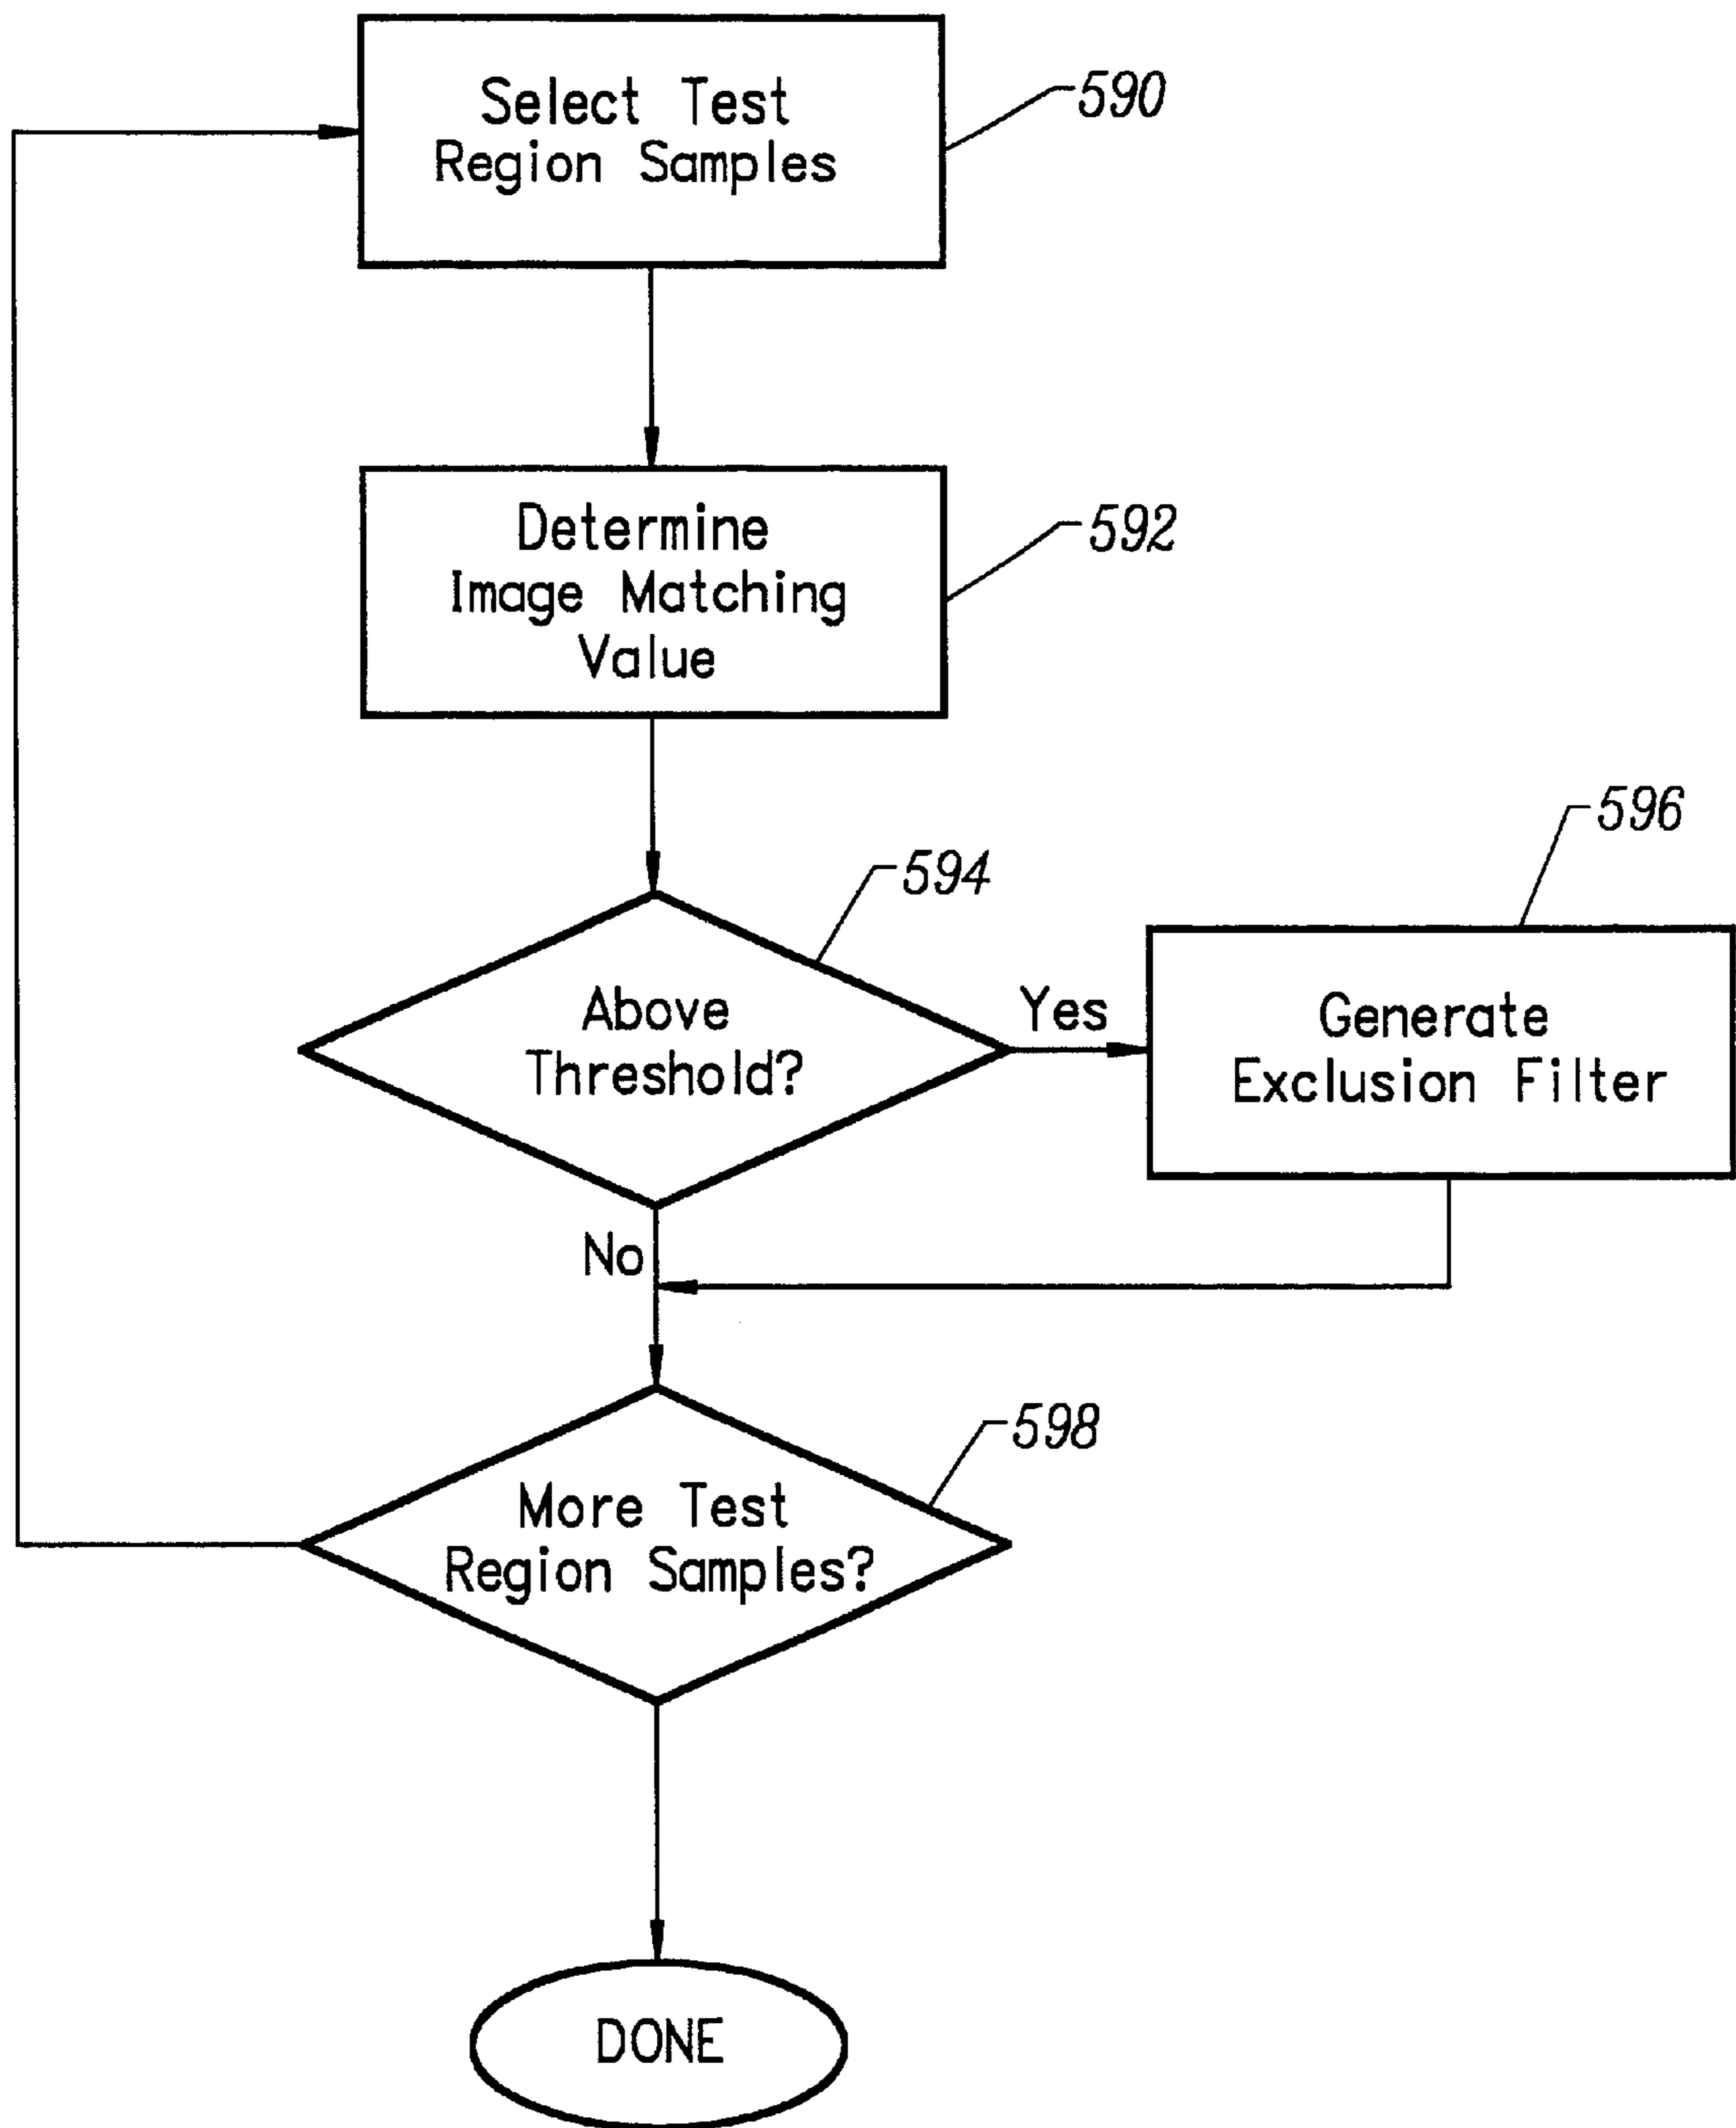 Select Test
Region Samples
590
Determine
Image Matching
Value
592
594
Above
Threshold?
Yes
596
Generate
Exclusion Filter
No
598
More Test
Region Samples?
DONE